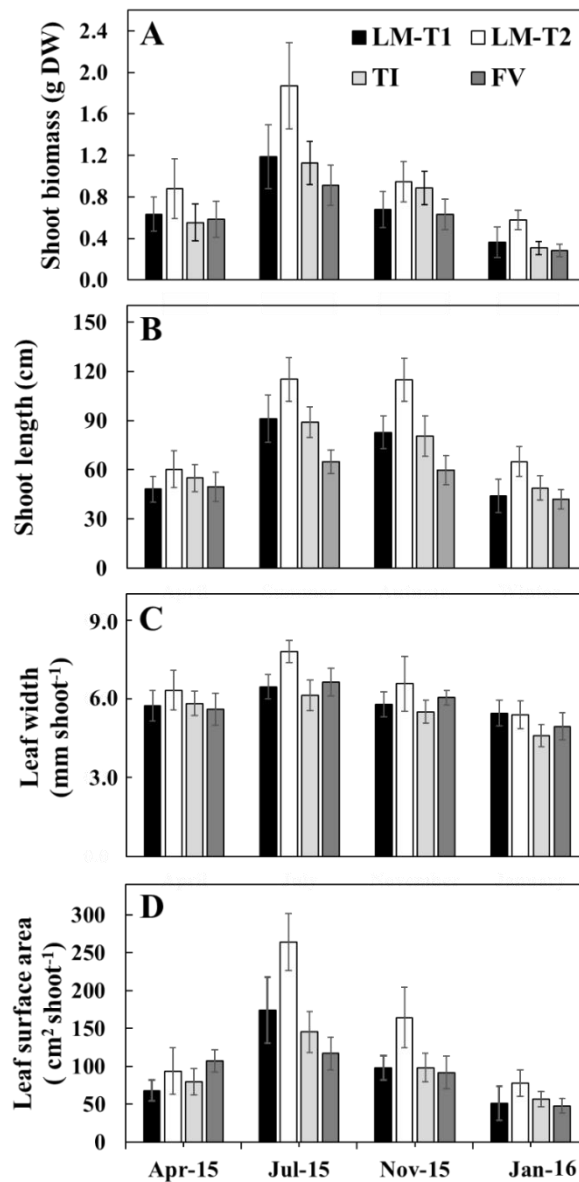 A
LM-T1 LM-T2
TI FV
Shoot biomass (g DW)
2.4
2.0
1.6
1.2
0.8
0.4
0.0
B
Shoot length (cm)
150
120
90
60
30
0
C
Leaf width
(mm shoot⁻¹)
9.0
6.0
3.0
D
Leaf surface area
( cm² shoot⁻¹)
300
250
200
150
100
50
0
Apr-15 Jul-15 Nov-15 Jan-16